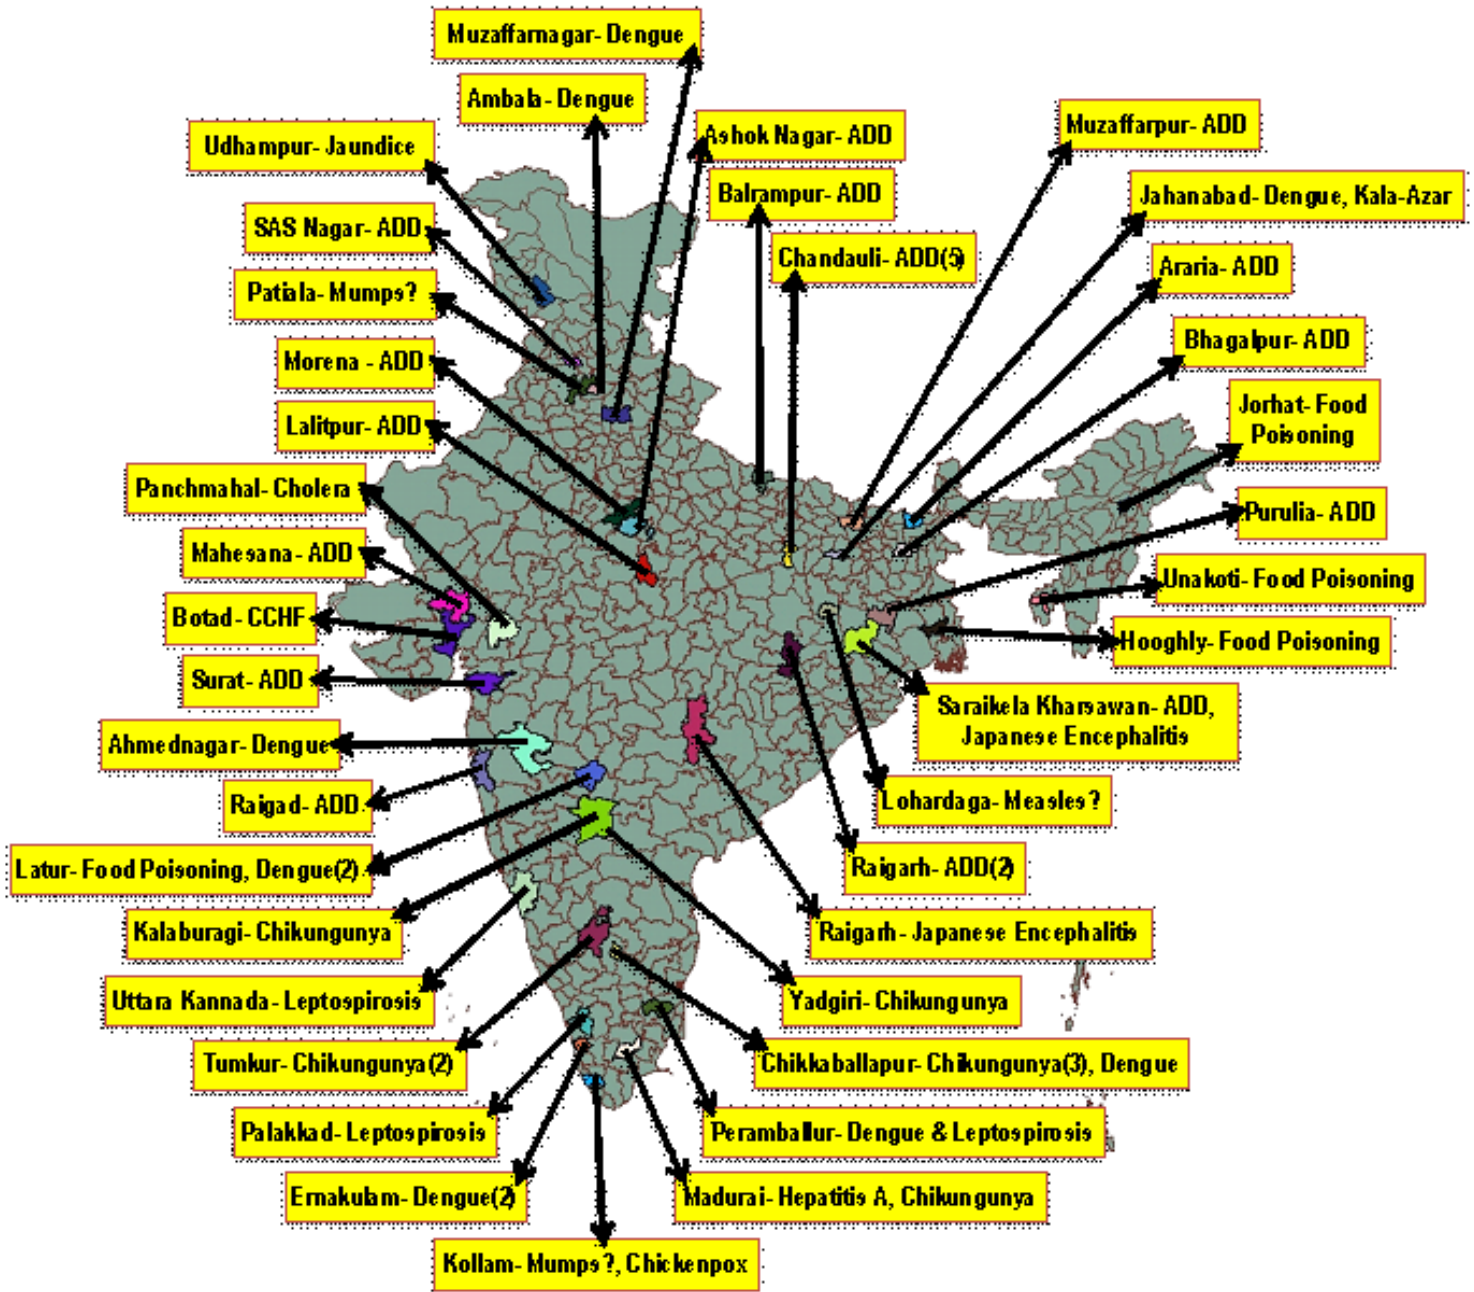 Muzaffarnagar- Dengue
Ambala- Dengue
Ashok Nagar- ADD
Muzaffarpur- ADD
Udhampur- Jaundice
Balrampur- ADD
Jahanabad- Dengue, Kala-Azar
SAS Nagar- ADD
Chandauli- ADD(5)
Araria- ADD
Patiala- Mumps?
Bhagalpur- ADD
Morena - ADD
Jorhat- Food
Poisoning
Lalitpur- ADD
Panchmahal- Cholera
Purulia- ADD
Mahesana- ADD
Unakoti- Food Poisoning
Botad- CCHF
Hooghly- Food Poisoning
Surat- ADD
Saraikela Kharsawan- ADD,
Japanese Encephalitis
Ahmednagar- Dengue
Raigad- ADD
Lohardaga- Measles?
Latur- Food Poisoning, Dengue(2)
Raigarh- ADD(2)
Kalaburagi- Chikungunya
Raigarh- Japanese Encephalitis
Uttara Kannada- Leptospirosis
Yadgiri- Chikungunya
Tumkur- Chikungunya(2)
Chikkaballapur- Chikungunya(3), Dengue
Palakkad- Leptospirosis
Peramballur- Dengue & Leptospirosis
Ernakulam- Dengue(2)
Madurai- Hepatitis A, Chikungunya
Kollam- Mumps?, Chickenpox